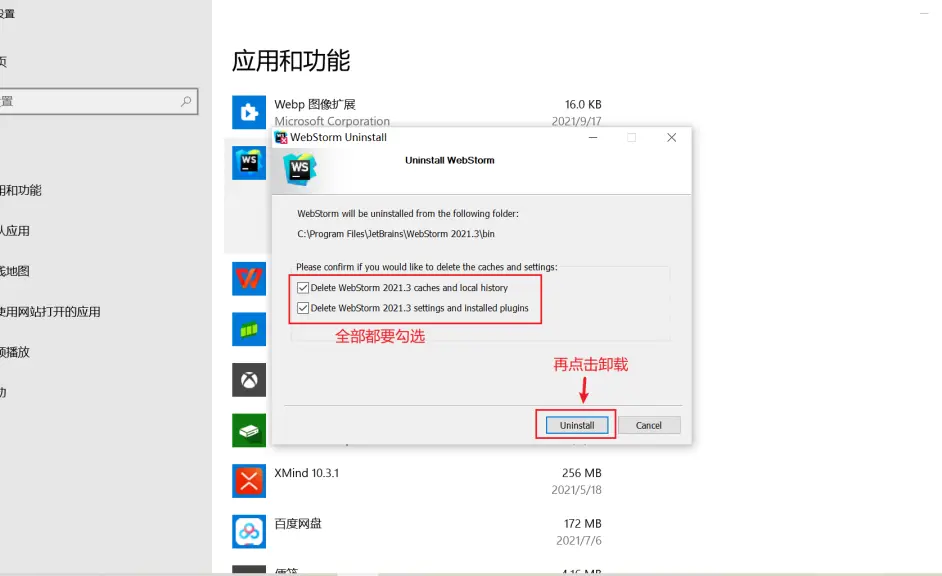 设置
页
置
用和功能
认应用
线地图
使用网站打开的应用
频播放
动
应用和功能
Webp 图像扩展
16.0 KB
Microsoft Corporation
2021/9/17
WebStorm Uninstall
WS
Uninstall WebStorm
WebStorm will be uninstalled from the following folder:
C:\Program Files\JetBrains\WebStorm 2021.3\bin
Please confirm if you would like to delete the caches and settings:
Delete WebStorm 2021.3 caches and local history
Delete WebStorm 2021.3 settings and installed plugins
全部都要勾选
再点击卸载
Uninstall
Cancel
WS
XMind 10.3.1
256 MB
2021/5/18
百度网盘
172 MB
2021/7/6
便笺
4.16 MB